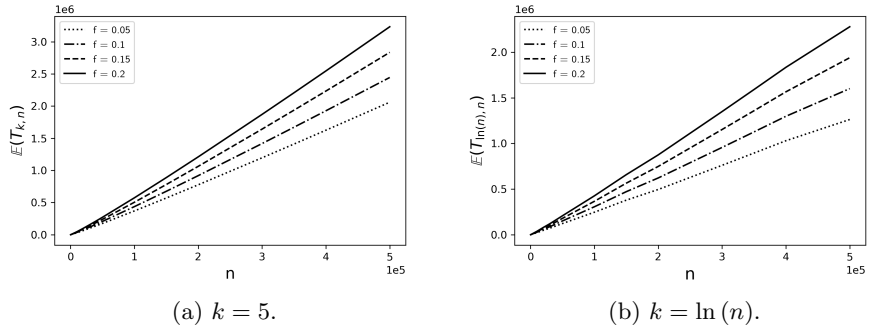 1e6
3.0
2.5
2.0
1.5
1.0
0.5
0.0
𝔼(T_{k, n})
f = 0.05
f = 0.1
f = 0.15
f = 0.2
0 1 2 3 4 5
1e5
n
(a) k = 5.
1e6
2.0
1.5
1.0
0.5
0.0
𝔼(T_{ln(n), n})
f = 0.05
f = 0.1
f = 0.15
f = 0.2
0 1 2 3 4 5
1e5
n
(b) k = ln (n).